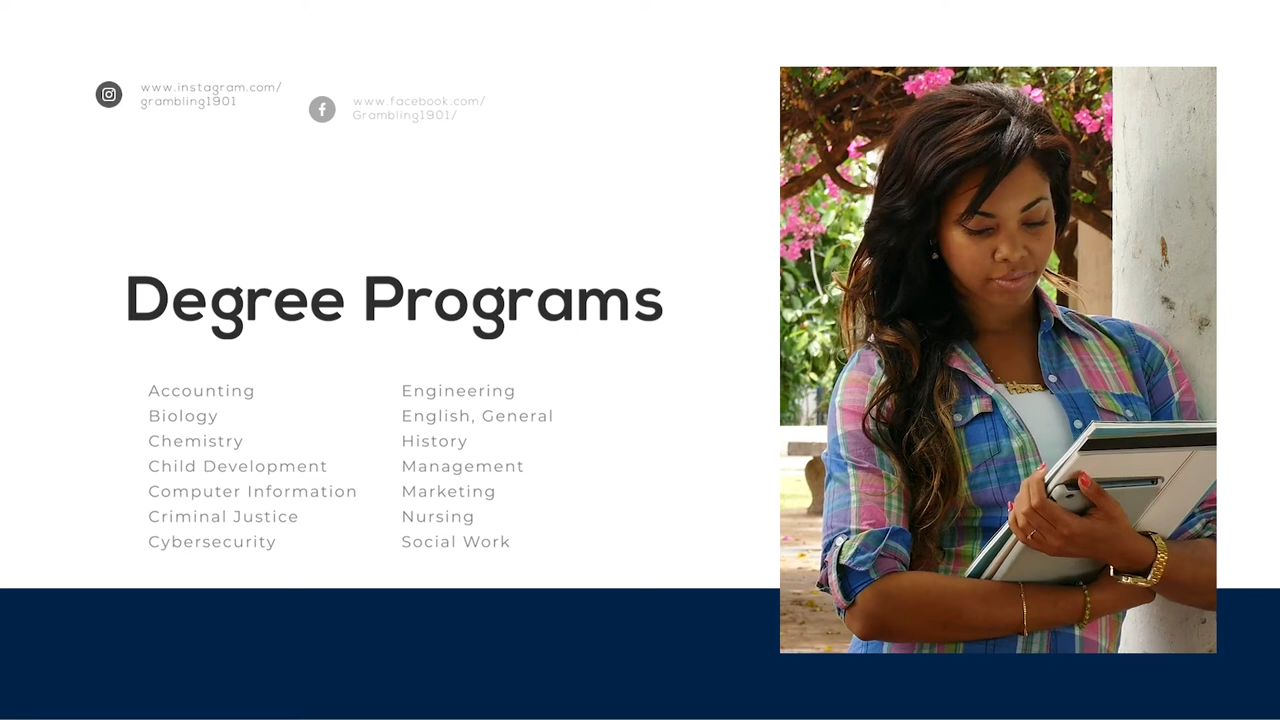 www.instagram.com/
grambling1901
www.facebook.com/
Grambling1901/
Degree Programs
Accounting
Biology
Chemistry
Child Development
Computer Information
Criminal Justice
Cybersecurity
Engineering
English, General
History
Management
Marketing
Nursing
Social Work